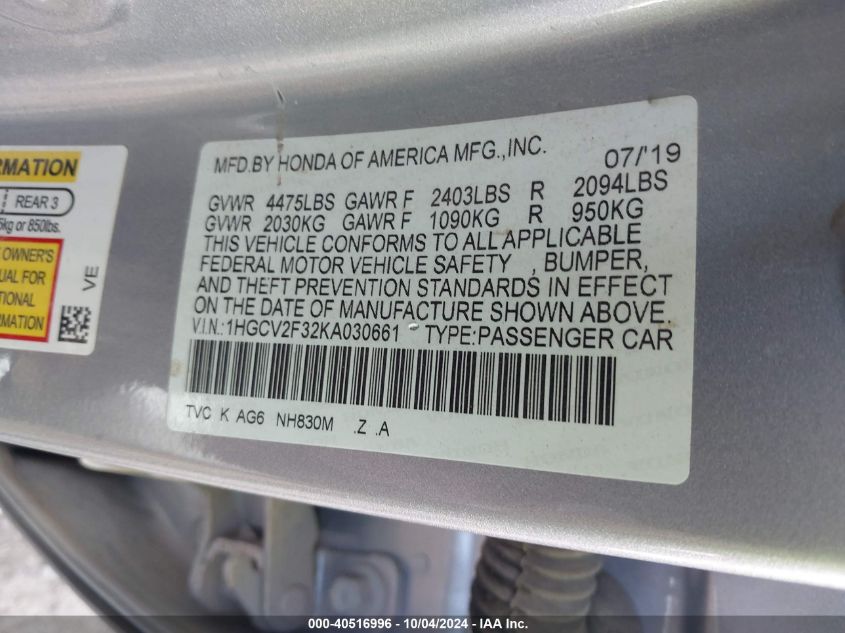 RMATION
REAR 3
5kg or 850lbs.
OWNER'S
UAL FOR
TIONAL
RMATION
VE
MFD.BY HONDA OF AMERICA MFG.,INC. 07/'19
GVWR 4475LBS GAWR F 2403LBS R 2094LBS
GVWR 2030KG GAWR F 1090KG R 950KG
THIS VEHICLE CONFORMS TO ALL APPLICABLE
FEDERAL MOTOR VEHICLE SAFETY , BUMPER,
AND THEFT PREVENTION STANDARDS IN EFFECT
ON THE DATE OF MANUFACTURE SHOWN ABOVE.
V.I.N.:1HGCV2F32KA030661 TYPE:PASSENGER CAR
TVC K AG6 NH830M .Z .A
000-40516996 - 10/04/2024 - IAA Inc.